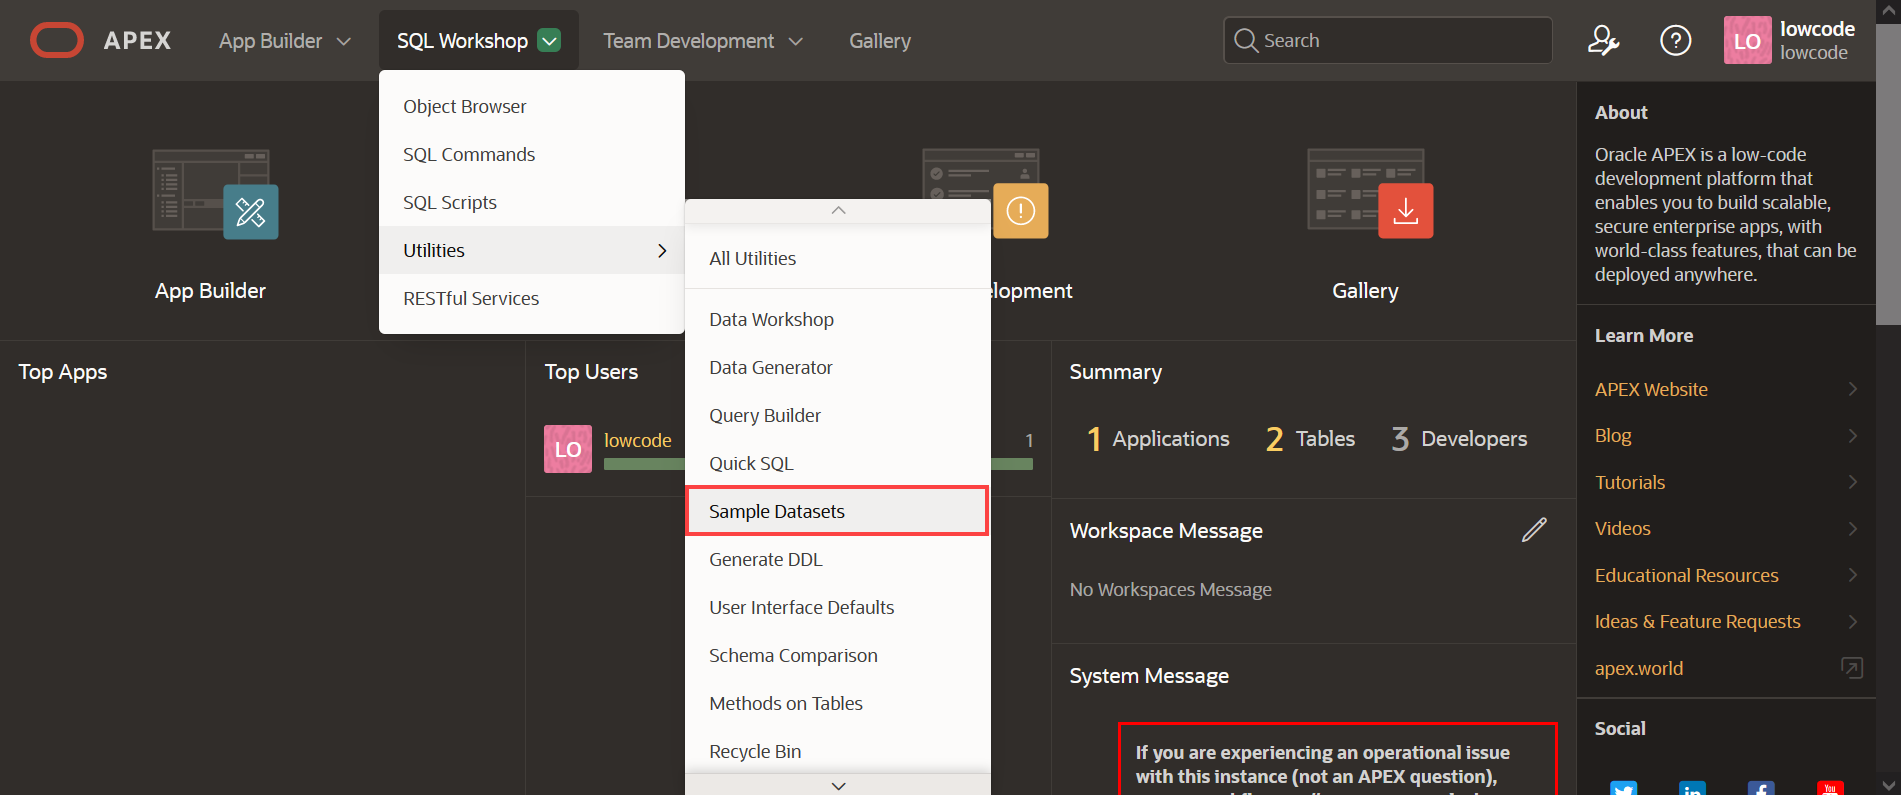 APEX
App Builder
SQL Workshop
Team Development
Gallery
Search
LO
lowcode
lowcode
Object Browser
SQL Commands
SQL Scripts
Utilities
RESTful Services
All Utilities
Data Workshop
Data Generator
Query Builder
Quick SQL
Sample Datasets
Generate DDL
User Interface Defaults
Schema Comparison
Methods on Tables
Recycle Bin
App Builder
elopment
Gallery
Top Apps
Top Users
LO
lowcode
1
Summary
1 Applications
2 Tables
3 Developers
Workspace Message
No Workspaces Message
System Message
If you are experiencing an operational issue
with this instance (not an APEX question),
About
Oracle APEX is a low-code
development platform that
enables you to build scalable,
secure enterprise apps, with
world-class features, that can be
deployed anywhere.
Learn More
APEX Website
Blog
Tutorials
Videos
Educational Resources
Ideas & Feature Requests
apex.world
Social
in
f
You